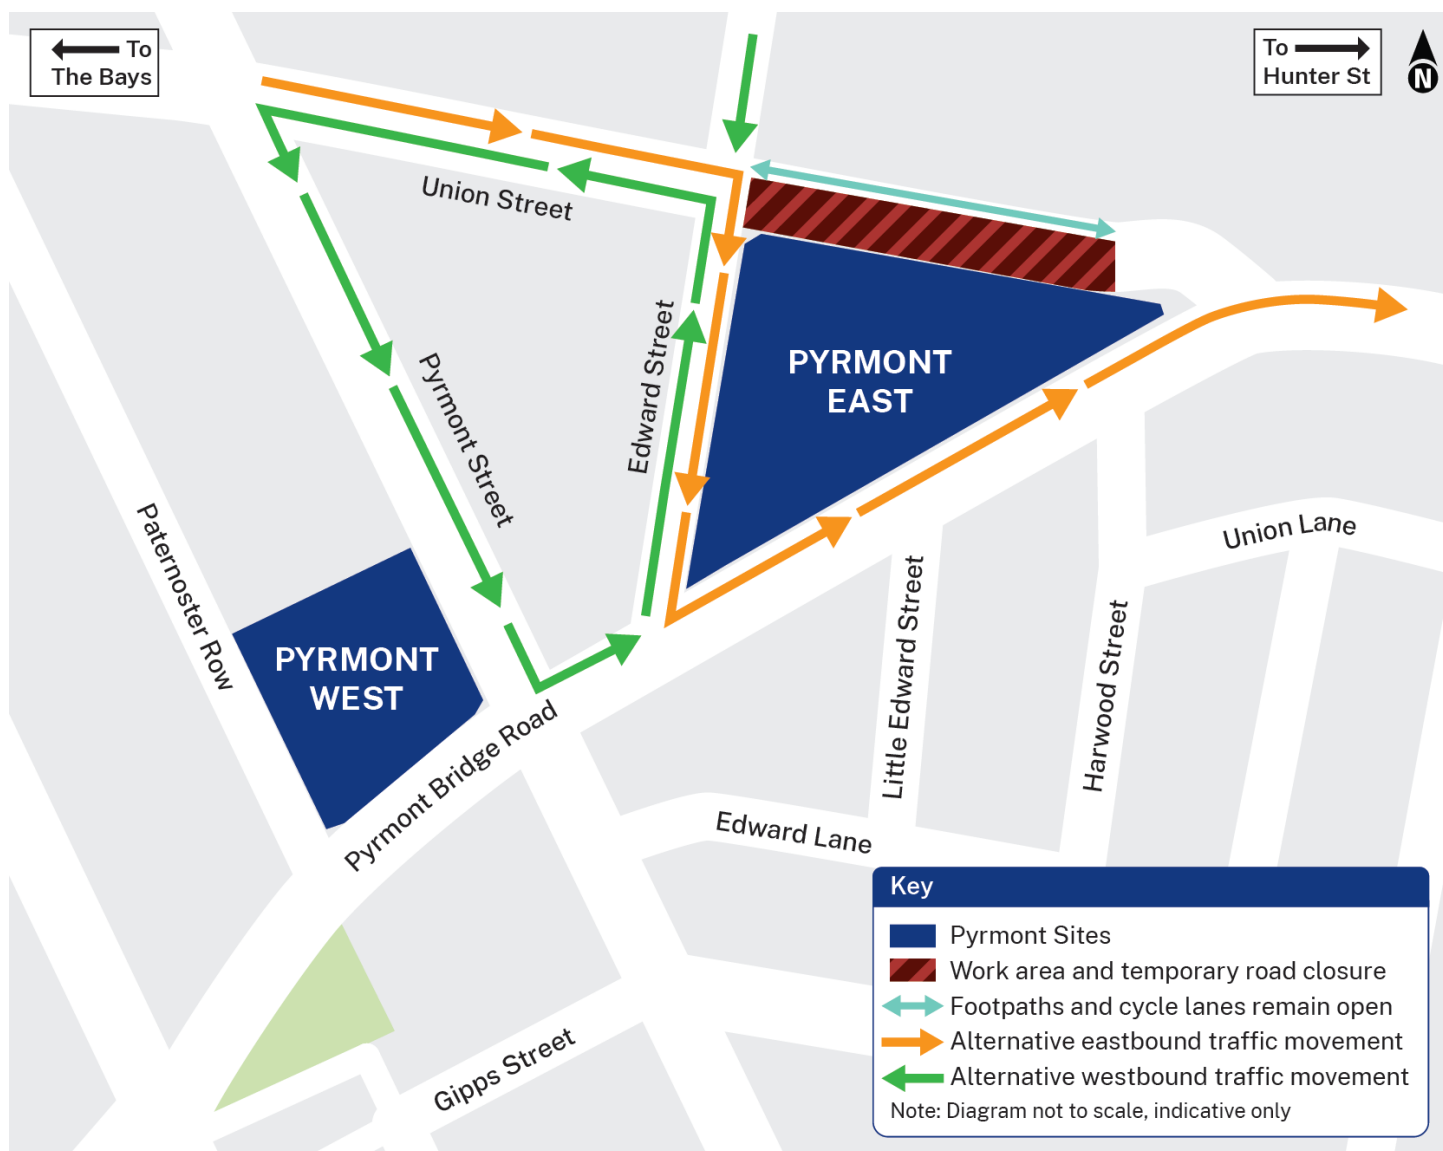 To
The Bays
To
Hunter St
N
Union Street
Edward Street
Pyrmont Street
PYRMONT
EAST
Paternoster Row
PYRMONT
WEST
Union Lane
Little Edward Street
Harwood Street
Pyrmont Bridge Road
Edward Lane
Gipps Street
Key
Pyrmont Sites
Work area and temporary road closure
Footpaths and cycle lanes remain open
Alternative eastbound traffic movement
Alternative westbound traffic movement
Note: Diagram not to scale, indicative only